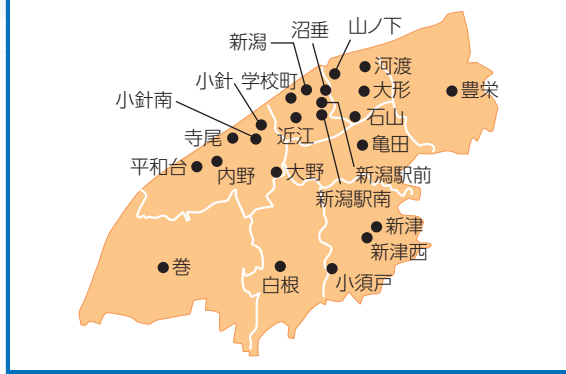 沼垂
山ノ下
新潟
河渡
小針
学校町
大形
豊栄
小針南
石山
寺尾
近江
亀田
平和台
内野
大野
新潟駅前
新潟駅南
新津
新津西
巻
白根
小須戸